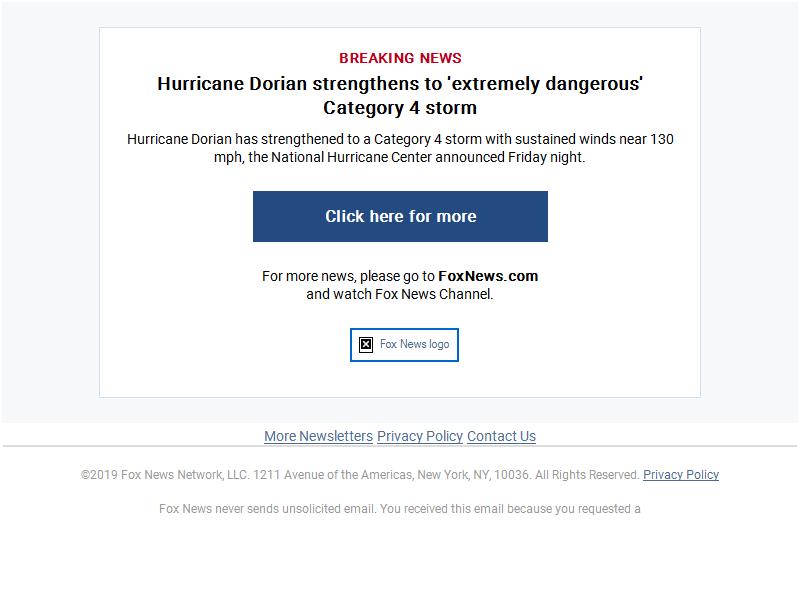 BREAKING NEWS
Hurricane Dorian strengthens to 'extremely dangerous'
Category 4 storm
Hurricane Dorian has strengthened to a Category 4 storm with sustained winds near 130
mph, the National Hurricane Center announced Friday night.
Click here for more
For more news, please go to FoxNews.com
and watch Fox News Channel.
Fox News logo
More Newsletters Privacy Policy Contact Us
©2019 Fox News Network, LLC. 1211 Avenue of the Americas, New York, NY, 10036. All Rights Reserved. Privacy Policy
Fox News never sends unsolicited email. You received this email because you requested a